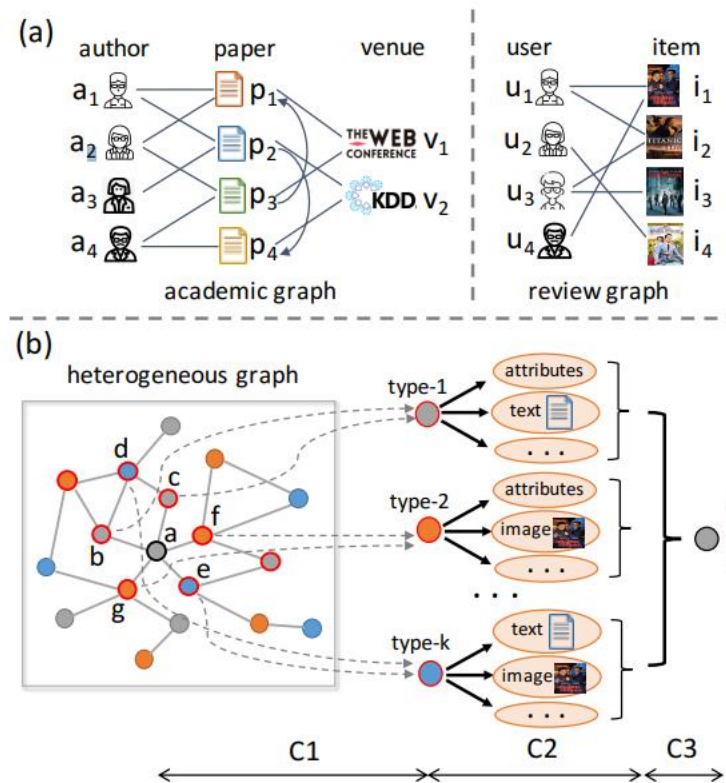 (a)
author paper venue
a1 p1
a2 p2 THE WEB CONFERENCE v1
a3 p3 KDD v2
a4 p4
academic graph
user item
u1 i1
u2 TITANIC i2
u3 i3
u4 i4
review graph
(b)
heterogeneous graph
d
c
a
b
f
e
g
type-1
attributes
text
...
type-2
attributes
image
...
...
type-k
text
image
...
C1 C2 C3